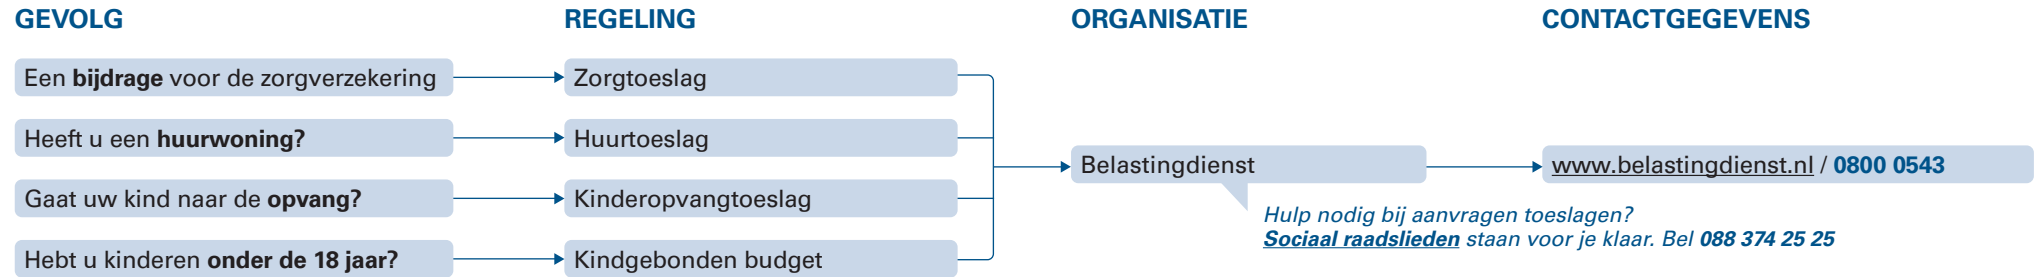 GEVOLG REGELING ORGANISATIE CONTACTGEGEVENS
Een bijdrage voor de zorgverzekering Zorgtoeslag
Heeft u een huurwoning? Huurtoeslag
Belastingdienst www.belastingdienst.nl / 0800 0543
Gaat uw kind naar de opvang? Kinderopvangtoeslag
Hulp nodig bij aanvragen toeslagen?
Sociaal raadslieden staan voor je klaar. Bel 088 374 25 25
Hebt u kinderen onder de 18 jaar? Kindgebonden budget